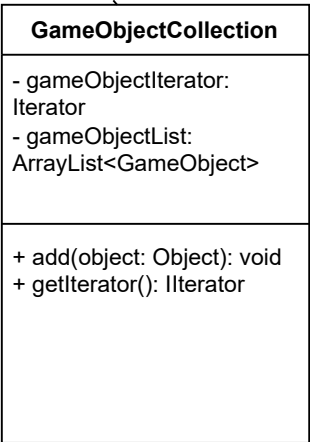 GameObjectCollection
- gameObjectIterator:
Iterator
- gameObjectList:
ArrayList<GameObject>
+ add(object: Object): void
+ getIterator(): IIterator